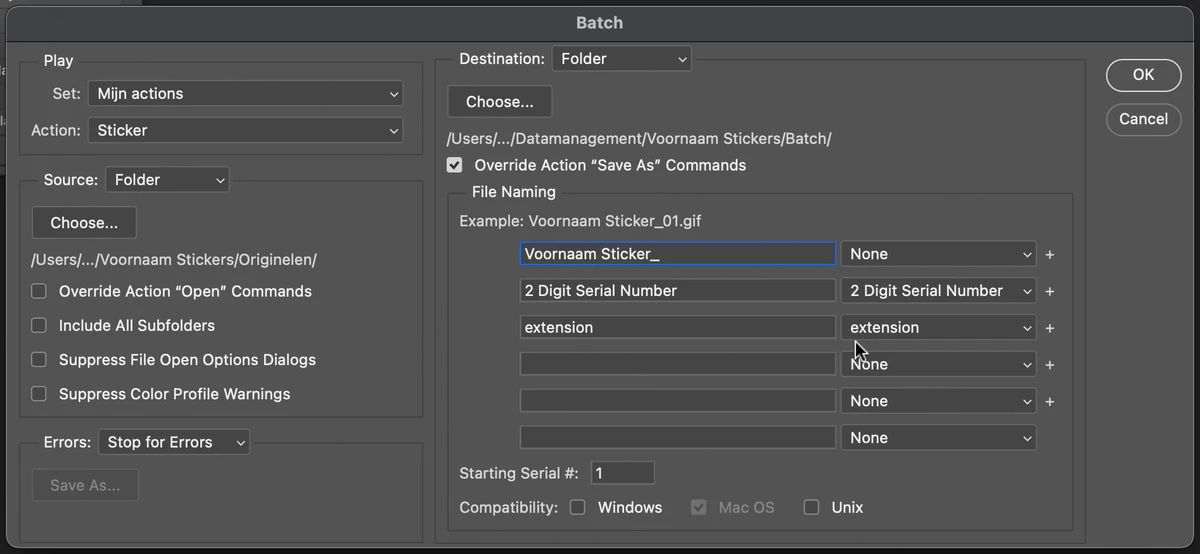 Batch
Play
Set: Mijn actions
Action: Sticker
Source: Folder
Choose...
/Users/.../Voornaam Stickers/Originelen/
Override Action “Open” Commands
Include All Subfolders
Suppress File Open Options Dialogs
Suppress Color Profile Warnings
Errors: Stop for Errors
Save As...
Destination: Folder
Choose...
/Users/.../Datamanagement/Voornaam Stickers/Batch/
Override Action “Save As” Commands
File Naming
Example: Voornaam Sticker_01.gif
Voornaam Sticker_ None +
2 Digit Serial Number 2 Digit Serial Number +
extension extension +
None +
None +
None
Starting Serial #: 1
Compatibility: Windows Mac OS Unix
OK
Cancel